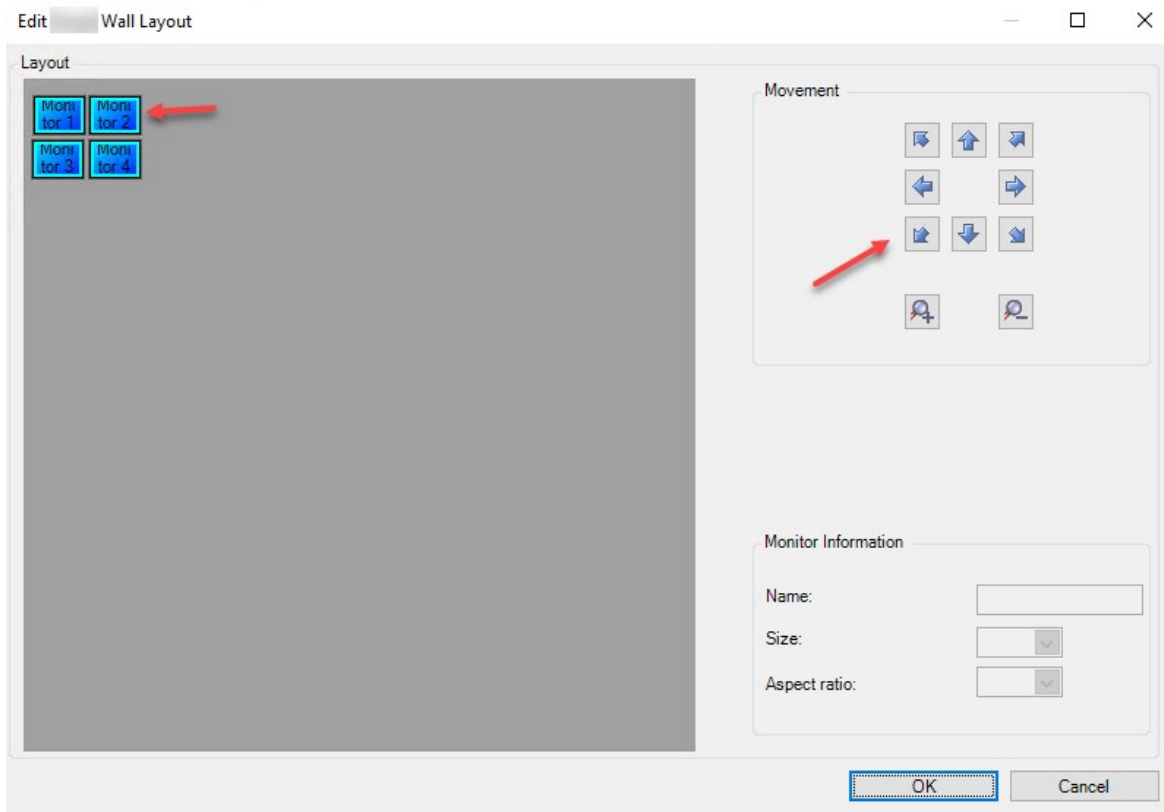 Edit Wall Layout
Layout
Moni
tor 1
Moni
tor 2
Moni
tor 3
Moni
tor 4
Movement
Monitor Information
Name:
Size:
Aspect ratio:
OK
Cancel